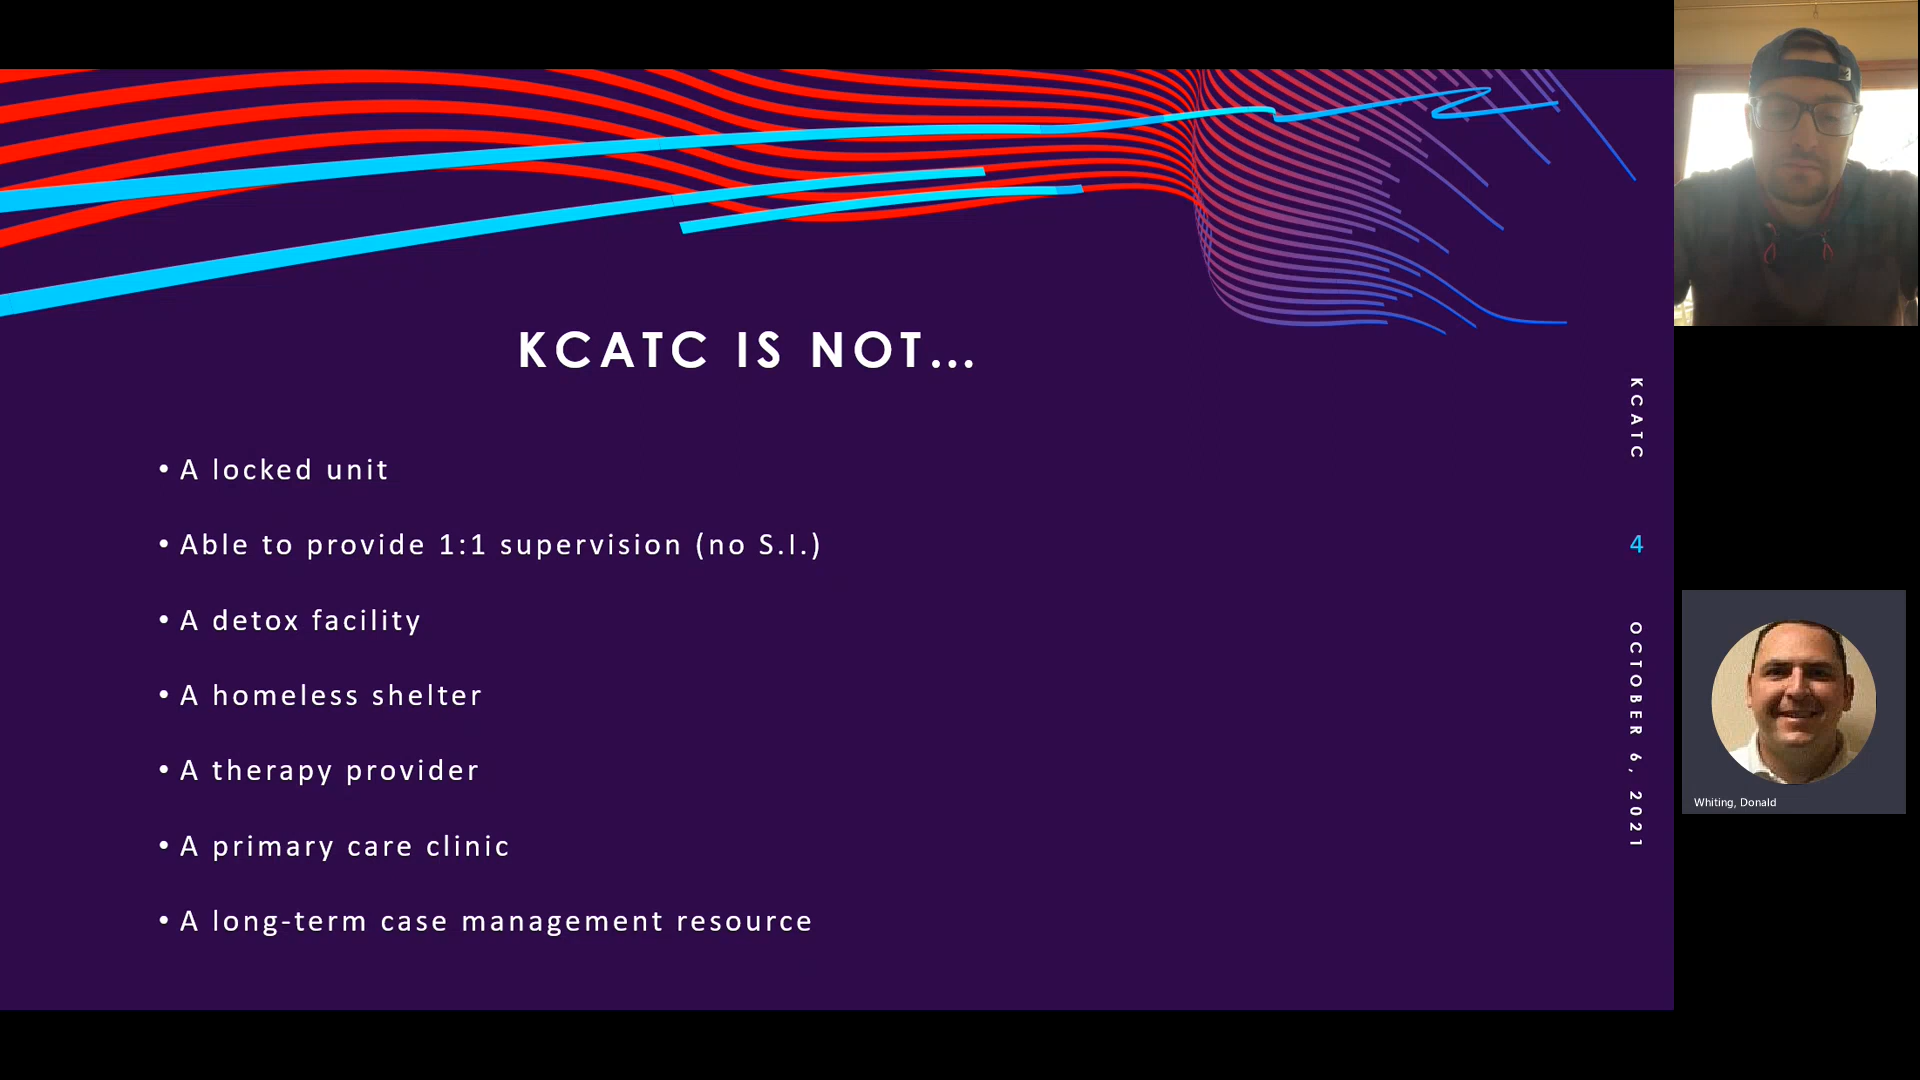 KCATC IS NOT...
• A locked unit
• Able to provide 1:1 supervision (no S.I.)
• A detox facility
• A homeless shelter
• A therapy provider
• A primary care clinic
• A long-term case management resource
KCATC
4
OCTOBER 6, 2021
Whiting, Donald